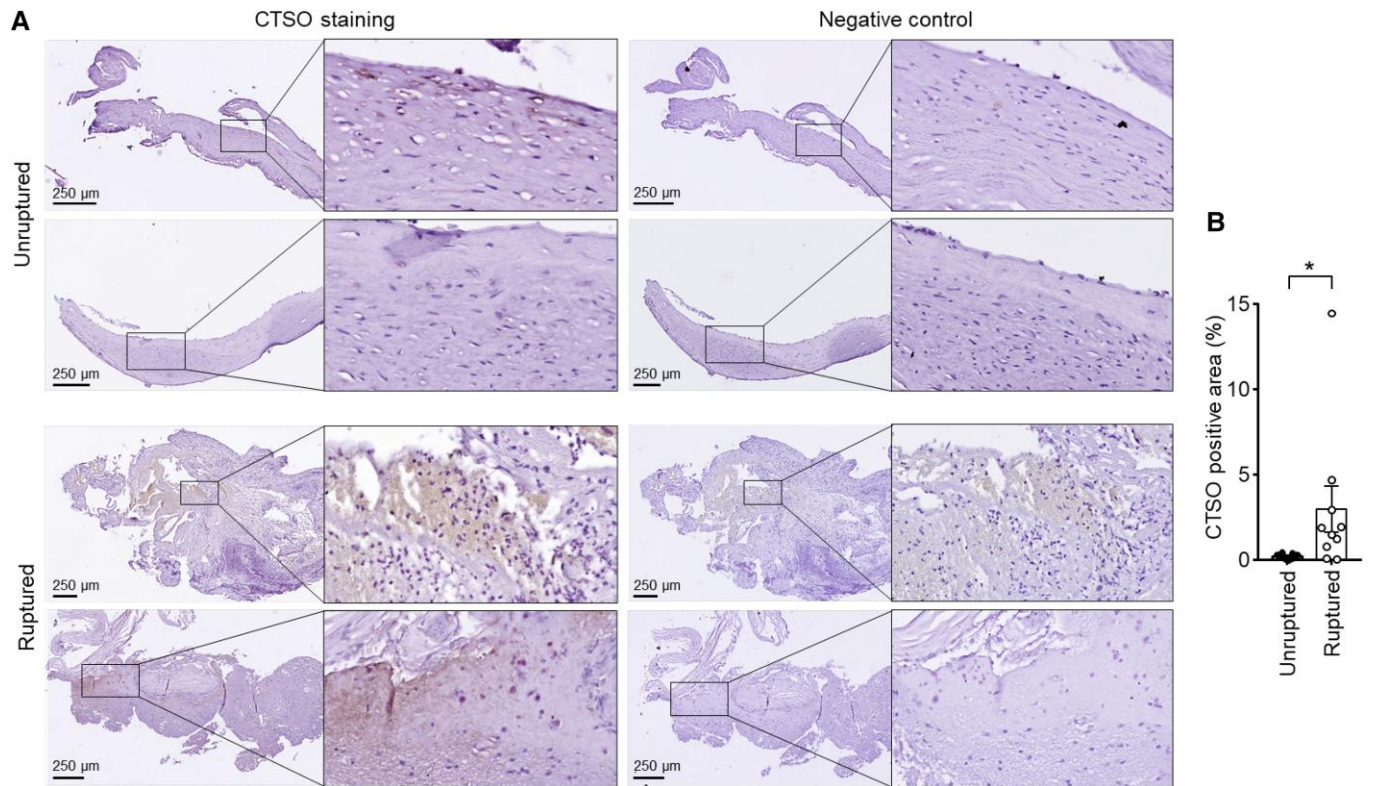 A
CTSO staining
Negative control
Unruptured
250 µm
250 µm
250 µm
250 µm
Ruptured
250 µm
250 µm
250 µm
250 µm
B
*
CTSO positive area (%)
15
10
5
0
Unruptured
Ruptured